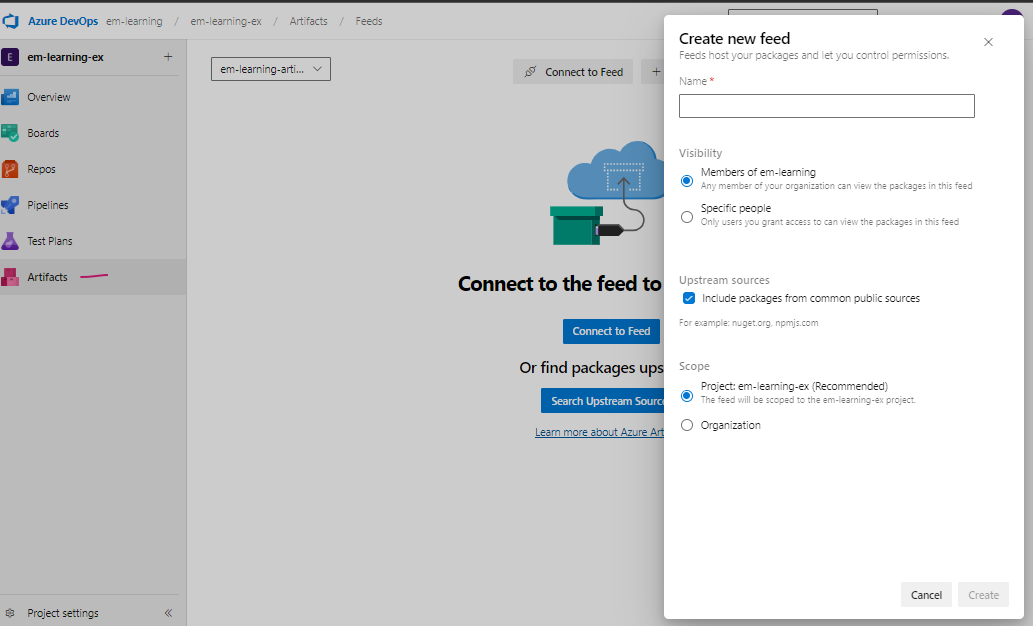 Azure DevOps em-learning / em-learning-ex / Artifacts / Feeds
E em-learning-ex +
Overview
Boards
Repos
Pipelines
Test Plans
Artifacts
Project settings
em-learning-arti...
Connect to Feed +
Connect to the feed to
Connect to Feed
Or find packages ups
Search Upstream Source
Learn more about Azure Art
Create new feed
Feeds host your packages and let you control permissions.
Name *
Visibility
Members of em-learning
Any member of your organization can view the packages in this feed
Specific people
Only users you grant access to can view the packages in this feed
Upstream sources
Include packages from common public sources
For example: nuget.org, npmjs.com
Scope
Project: em-learning-ex (Recommended)
The feed will be scoped to the em-learning-ex project.
Organization
Cancel Create